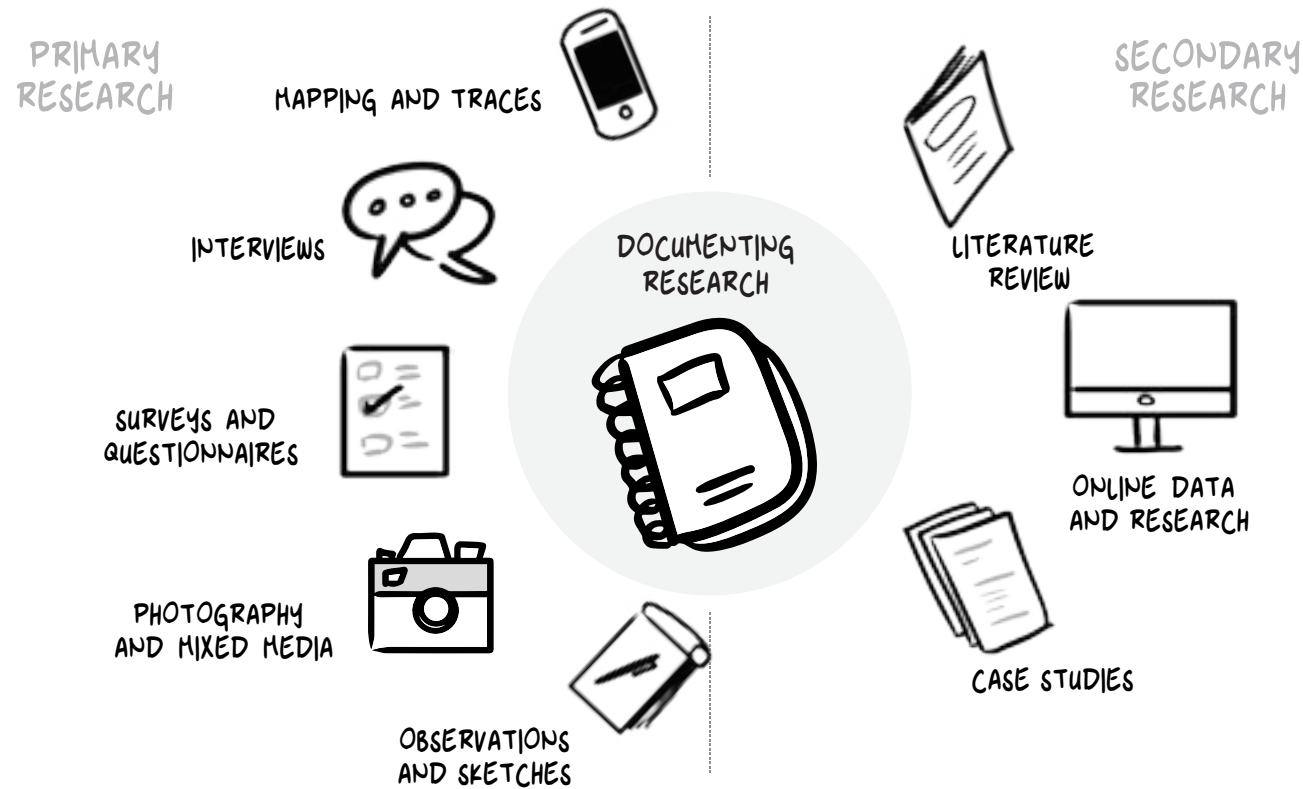 PRIMARY
RESEARCH
MAPPING AND TRACES
INTERVIEWS
SURVEYS AND
QUESTIONNAIRES
PHOTOGRAPHY
AND MIXED MEDIA
OBSERVATIONS
AND SKETCHES
DOCUMENTING
RESEARCH
SECONDARY
RESEARCH
LITERATURE
REVIEW
ONLINE DATA
AND RESEARCH
CASE STUDIES